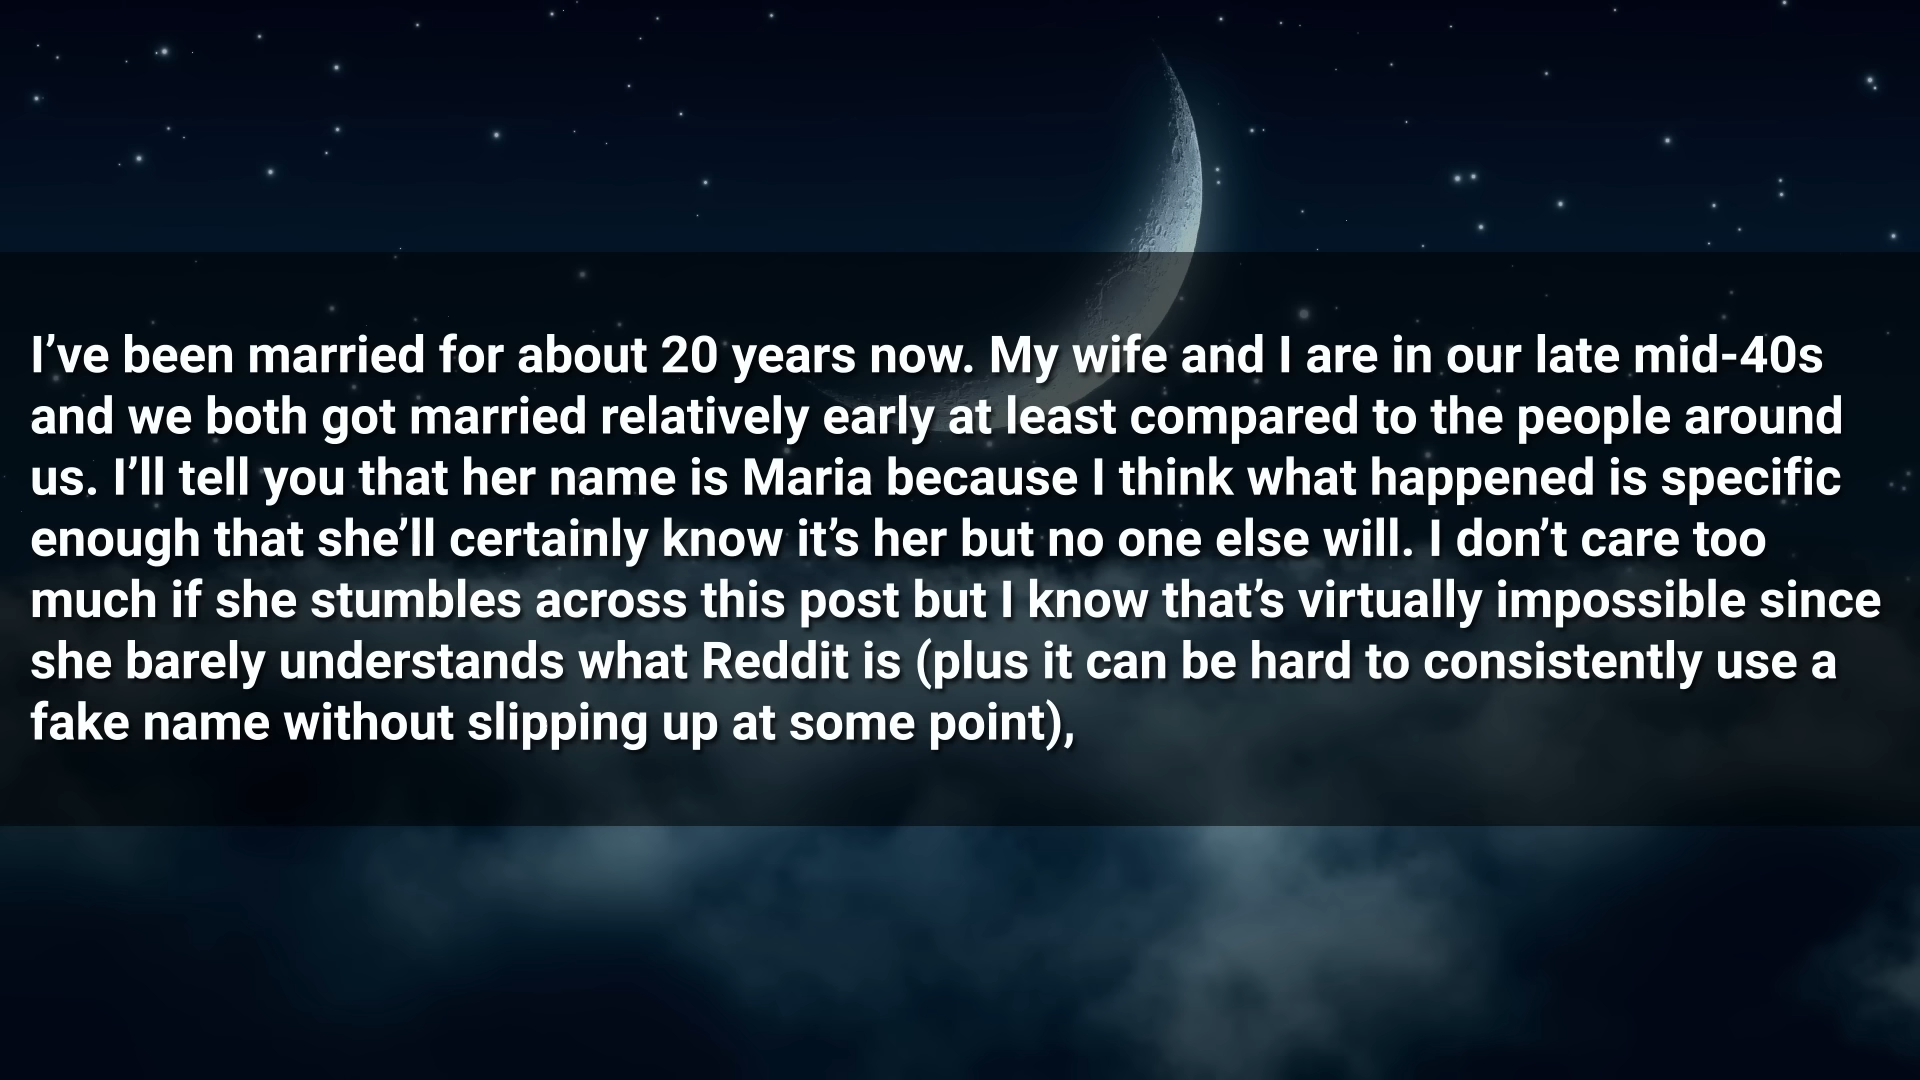 I’ve been married for about 20 years now. My wife and I are in our late mid-40s
and we both got married relatively early at least compared to the people around
us. I’ll tell you that her name is Maria because I think what happened is specific
enough that she’ll certainly know it’s her but no one else will. I don’t care too
much if she stumbles across this post but I know that’s virtually impossible since
she barely understands what Reddit is (plus it can be hard to consistently use a
fake name without slipping up at some point),